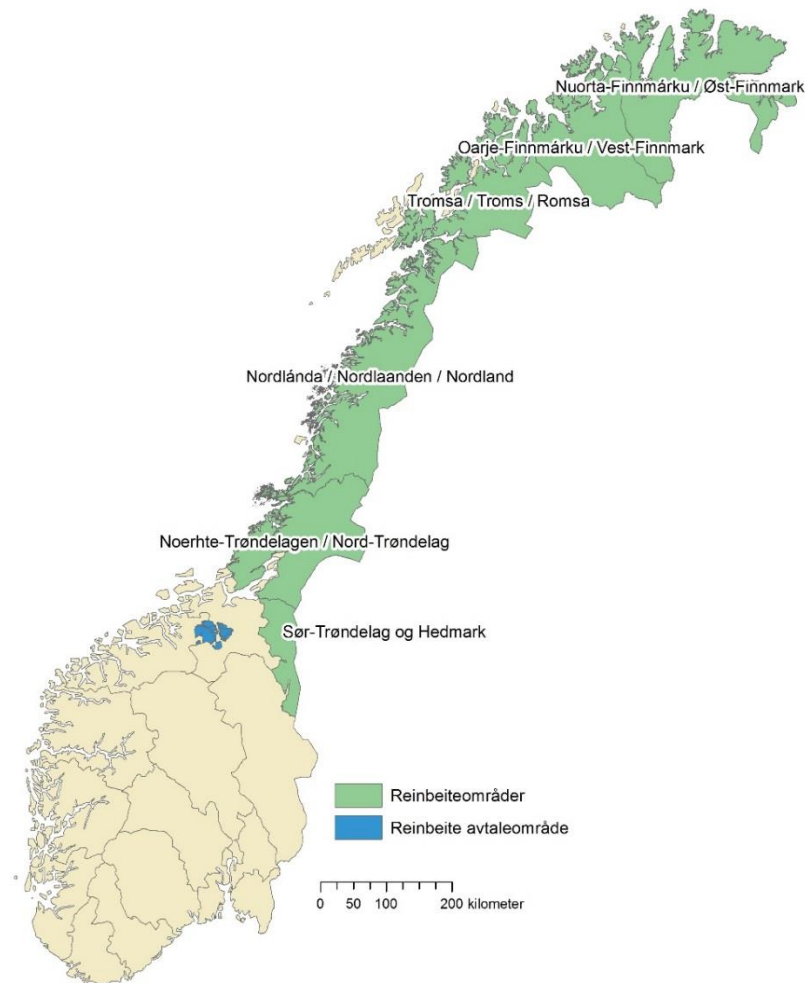 Nuorta-Finnmárku / Øst-Finnmark
Oarje-Finnmárku / Vest-Finnmark
Tromsa / Troms / Romsa
Nordlánda / Nordlaanden / Nordland
Noerhte-Trøndelagen / Nord-Trøndelag
Sør-Trøndelag og Hedmark
Reinbeiteområder
Reinbeite avtaleområde
0 50 100 200 kilometer